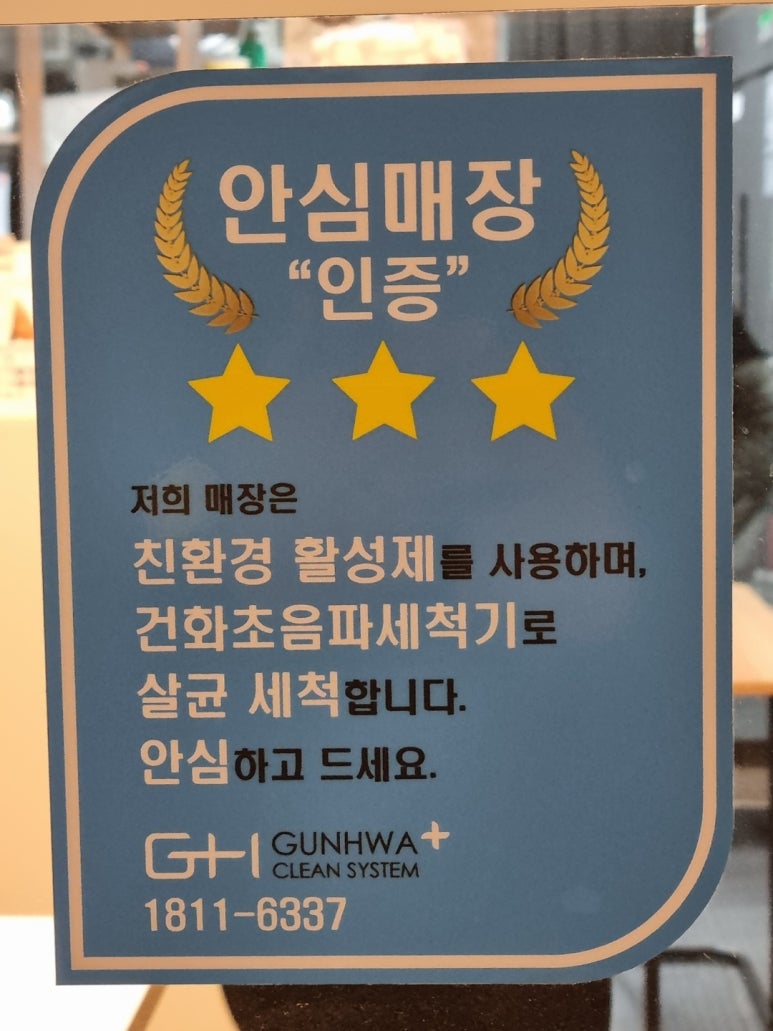 안심매장
“인증”
저희 매장은
친환경 활성제를 사용하며,
건화초음파세척기로
살균 세척합니다.
안심하고 드세요.
GH GUNHWA+
CLEAN SYSTEM
1811-6337